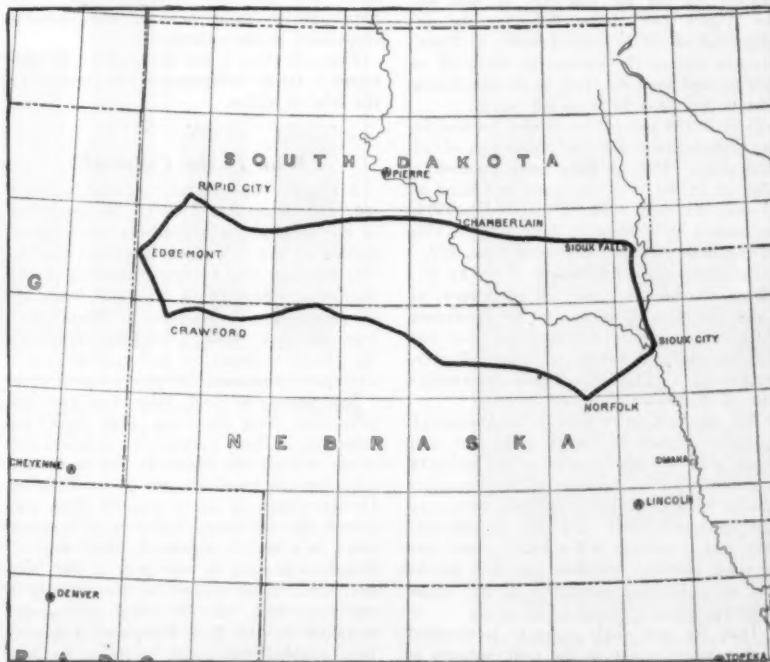 SOUTH DAKOTA
PIERRE
RAPID CITY
CHAMBERLAIN
SIOUX FALLS
EDGEMONT
G
CRAWFORD
SIOUX CITY
NORFOLK
NEBRASKA
OMAHA
CHEYENNE
LINCOLN
DENVER
TOPEKA